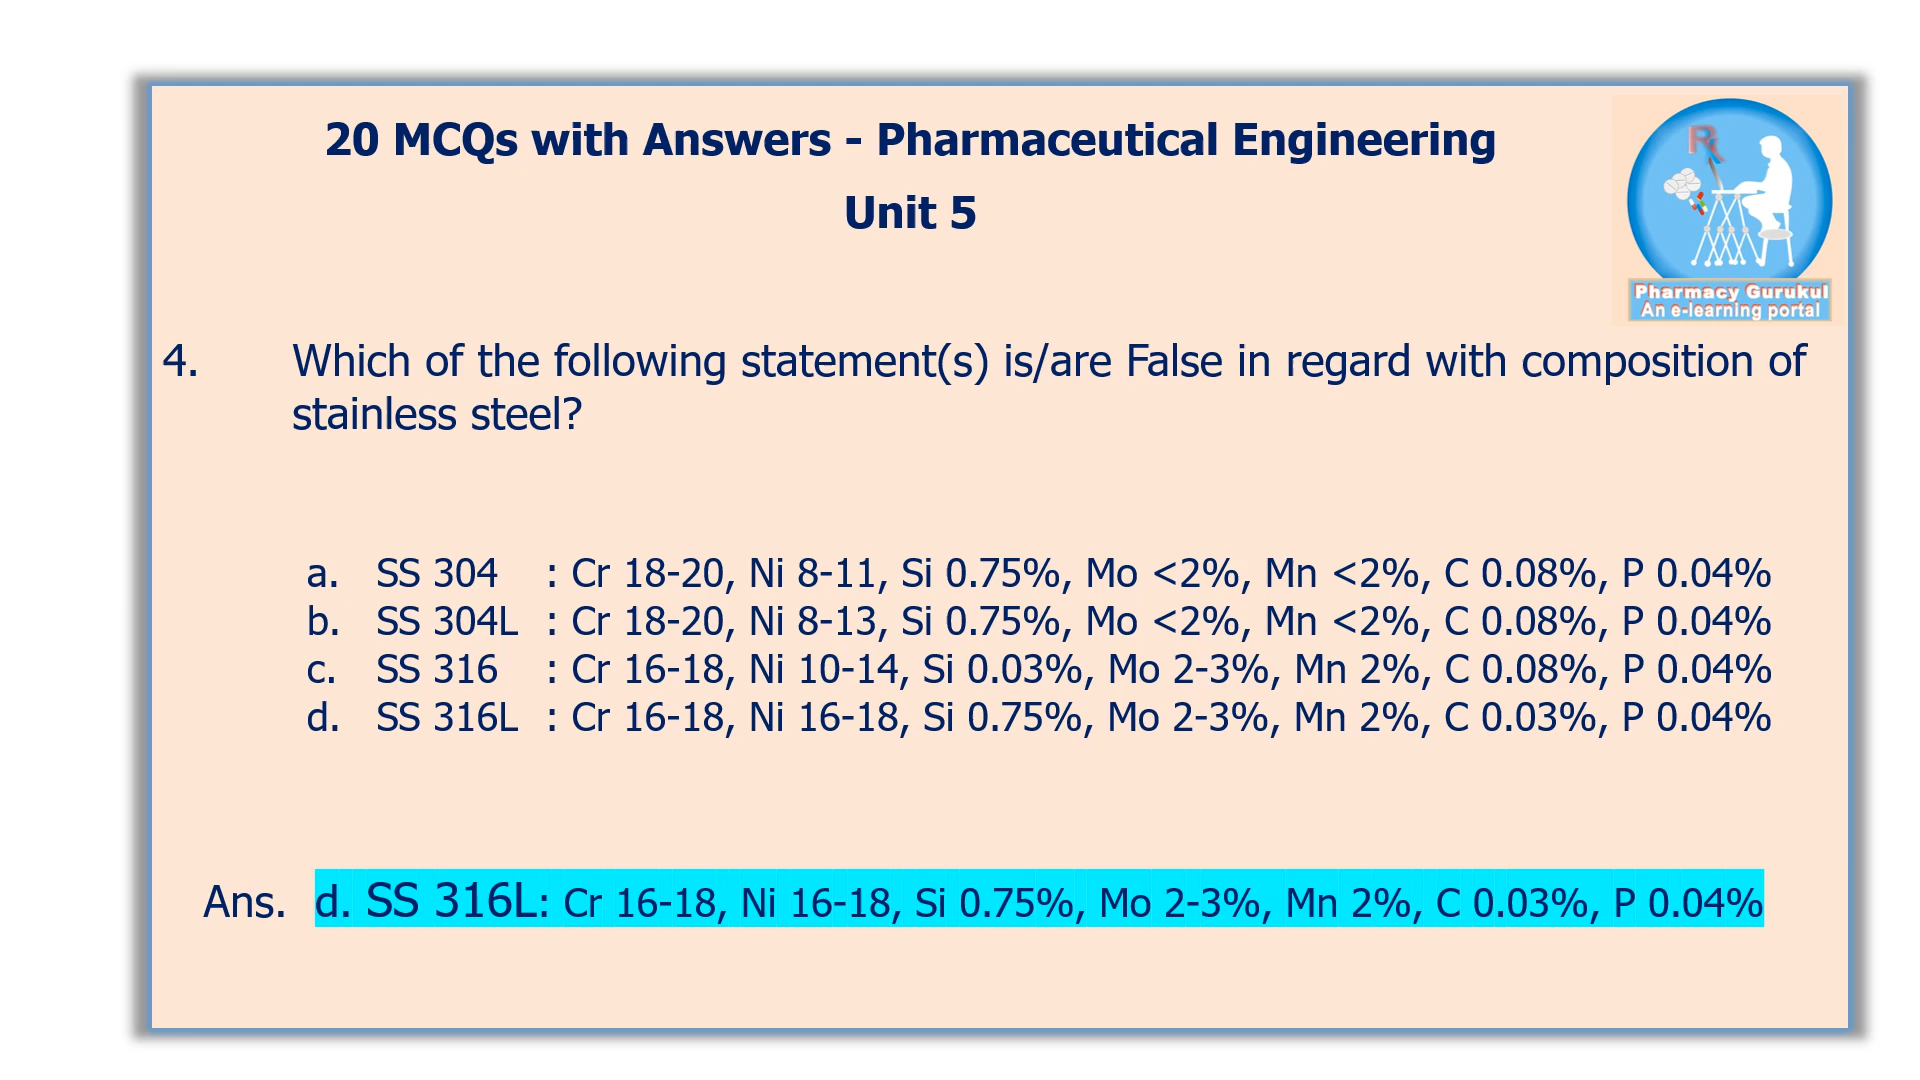 20 MCQs with Answers - Pharmaceutical Engineering
Unit 5
Rx
Pharmacy Gurukul
An e-learning portal
4. Which of the following statement(s) is/are False in regard with composition of
stainless steel?
a. SS 304 : Cr 18-20, Ni 8-11, Si 0.75%, Mo <2%, Mn <2%, C 0.08%, P 0.04%
b. SS 304L : Cr 18-20, Ni 8-13, Si 0.75%, Mo <2%, Mn <2%, C 0.08%, P 0.04%
c. SS 316 : Cr 16-18, Ni 10-14, Si 0.03%, Mo 2-3%, Mn 2%, C 0.08%, P 0.04%
d. SS 316L : Cr 16-18, Ni 16-18, Si 0.75%, Mo 2-3%, Mn 2%, C 0.03%, P 0.04%
Ans. d. SS 316L: Cr 16-18, Ni 16-18, Si 0.75%, Mo 2-3%, Mn 2%, C 0.03%, P 0.04%